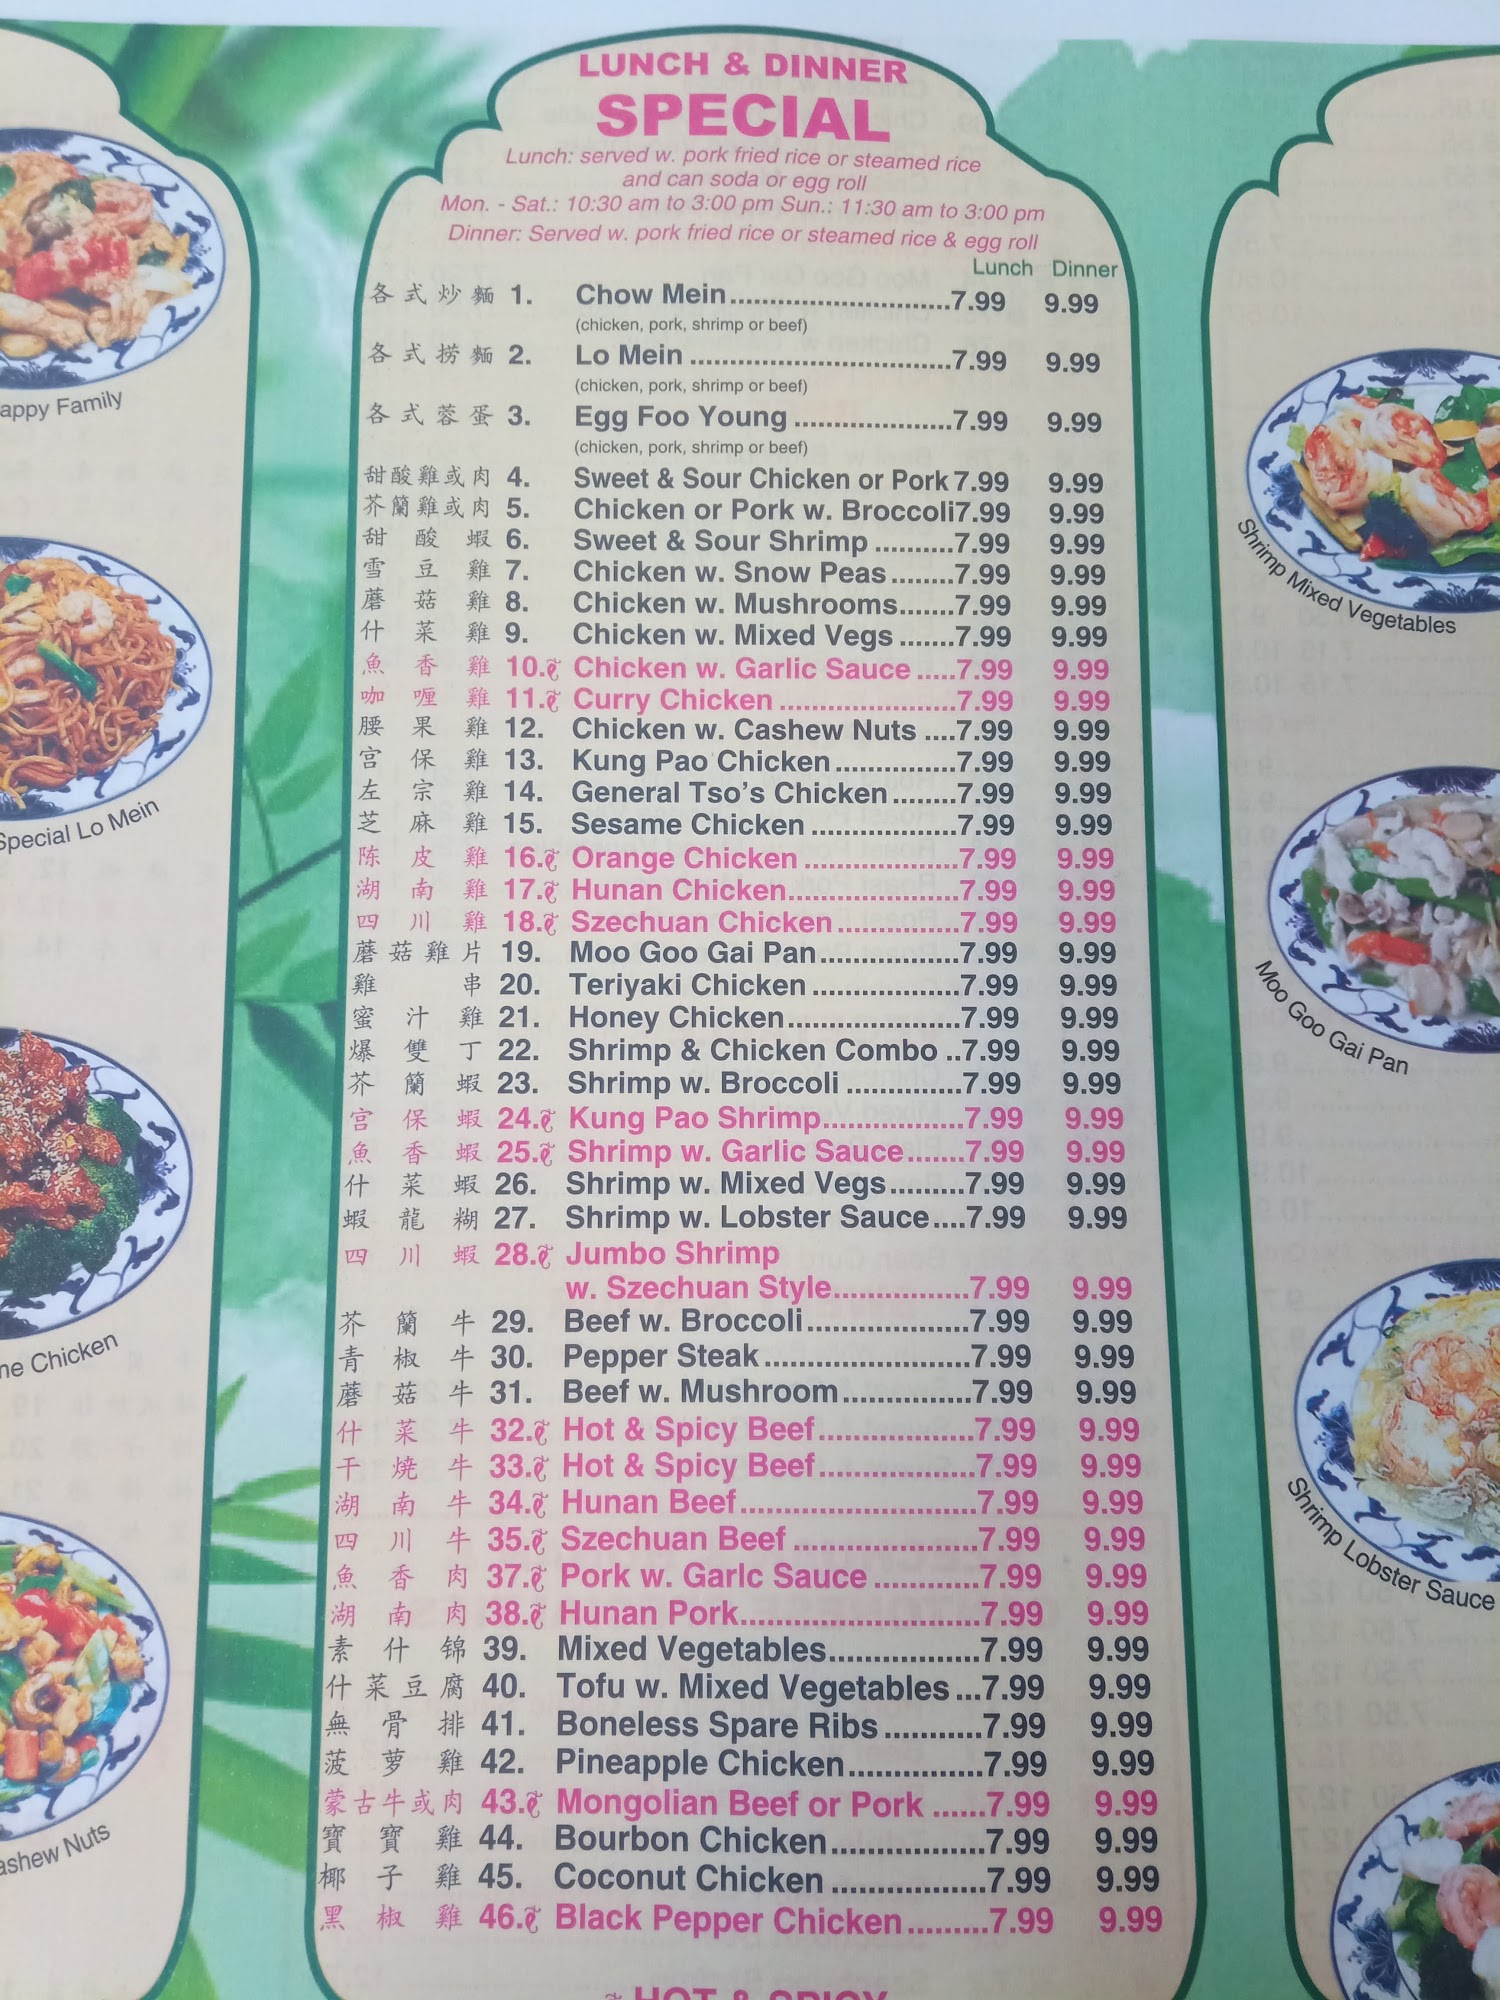 LUNCH & DINNER
SPECIAL
Lunch: served w. pork fried rice or steamed rice
and can soda or egg roll
Mon. - Sat.: 10:30 am to 3:00 pm Sun.: 11:30 am to 3:00 pm
Dinner: Served w. pork fried rice or steamed rice & egg roll
Lunch Dinner
各式炒麵 1. Chow Mein..........................7.99 9.99
(chicken, pork, shrimp or beef)
各式捞麵 2. Lo Mein ..............................7.99 9.99
(chicken, pork, shrimp or beef)
各式蓉蛋 3. Egg Foo Young ...................7.99 9.99
(chicken, pork, shrimp or beef)
甜酸雞或肉 4. Sweet & Sour Chicken or Pork 7.99 9.99
芥蘭雞或肉 5. Chicken or Pork w. Broccoli7.99 9.99
甜酸蝦 6. Sweet & Sour Shrimp ..........7.99 9.99
雪豆雞 7. Chicken w. Snow Peas........7.99 9.99
蘑菇雞 8. Chicken w. Mushrooms.......7.99 9.99
什菜雞 9. Chicken w. Mixed Vegs .......7.99 9.99
魚香雞 10. Chicken w. Garlic Sauce .....7.99 9.99
咖喱雞 11. Curry Chicken ......................7.99 9.99
腰果雞 12. Chicken w. Cashew Nuts ....7.99 9.99
宫保雞 13. Kung Pao Chicken...............7.99 9.99
左宗雞 14. General Tso's Chicken........7.99 9.99
芝麻雞 15. Sesame Chicken ..................7.99 9.99
陈皮雞 16. Orange Chicken ...................7.99 9.99
湖南雞 17. Hunan Chicken.....................7.99 9.99
四川雞 18. Szechuan Chicken ...............7.99 9.99
蘑菇雞片 19. Moo Goo Gai Pan.................7.99 9.99
雞串 20. Teriyaki Chicken ..................7.99 9.99
蜜汁雞 21. Honey Chicken.....................7.99 9.99
爆雙丁 22. Shrimp & Chicken Combo ..7.99 9.99
芥蘭蝦 23. Shrimp w. Broccoli ..............7.99 9.99
宫保蝦 24. Kung Pao Shrimp.................7.99 9.99
魚香蝦 25. Shrimp w. Garlic Sauce.......7.99 9.99
什菜蝦 26. Shrimp w. Mixed Vegs.........7.99 9.99
蝦龍糊 27. Shrimp w. Lobster Sauce....7.99 9.99
四川蝦 28. Jumbo Shrimp
w. Szechuan Style................7.99 9.99
芥蘭牛 29. Beef w. Broccoli....................7.99 9.99
青椒牛 30. Pepper Steak.........................7.99 9.99
蘑菇牛 31. Beef w. Mushroom................7.99 9.99
什菜牛 32. Hot & Spicy Beef...................7.99 9.99
干燒牛 33. Hot & Spicy Beef...................7.99 9.99
湖南牛 34. Hunan Beef.............................7.99 9.99
四川牛 35. Szechuan Beef ......................7.99 9.99
魚香肉 37. Pork w. Garlc Sauce .............7.99 9.99
湖南肉 38. Hunan Pork.............................7.99 9.99
素什锦 39. Mixed Vegetables..................7.99 9.99
什菜豆腐 40. Tofu w. Mixed Vegetables ...7.99 9.99
無骨排 41. Boneless Spare Ribs............7.99 9.99
菠萝雞 42. Pineapple Chicken................7.99 9.99
蒙古牛或肉 43. Mongolian Beef or Pork ......7.99 9.99
寶寶雞 44. Bourbon Chicken..................7.99 9.99
椰子雞 45. Coconut Chicken .................7.99 9.99
黑椒雞 46. Black Pepper Chicken.........7.99 9.99
HOT & SPICY
appy Family
Special Lo Mein
me Chicken
ashew Nuts
Shrimp Mixed Vegetables
Moo Goo Gai Pan
Shrimp Lobster Sauce